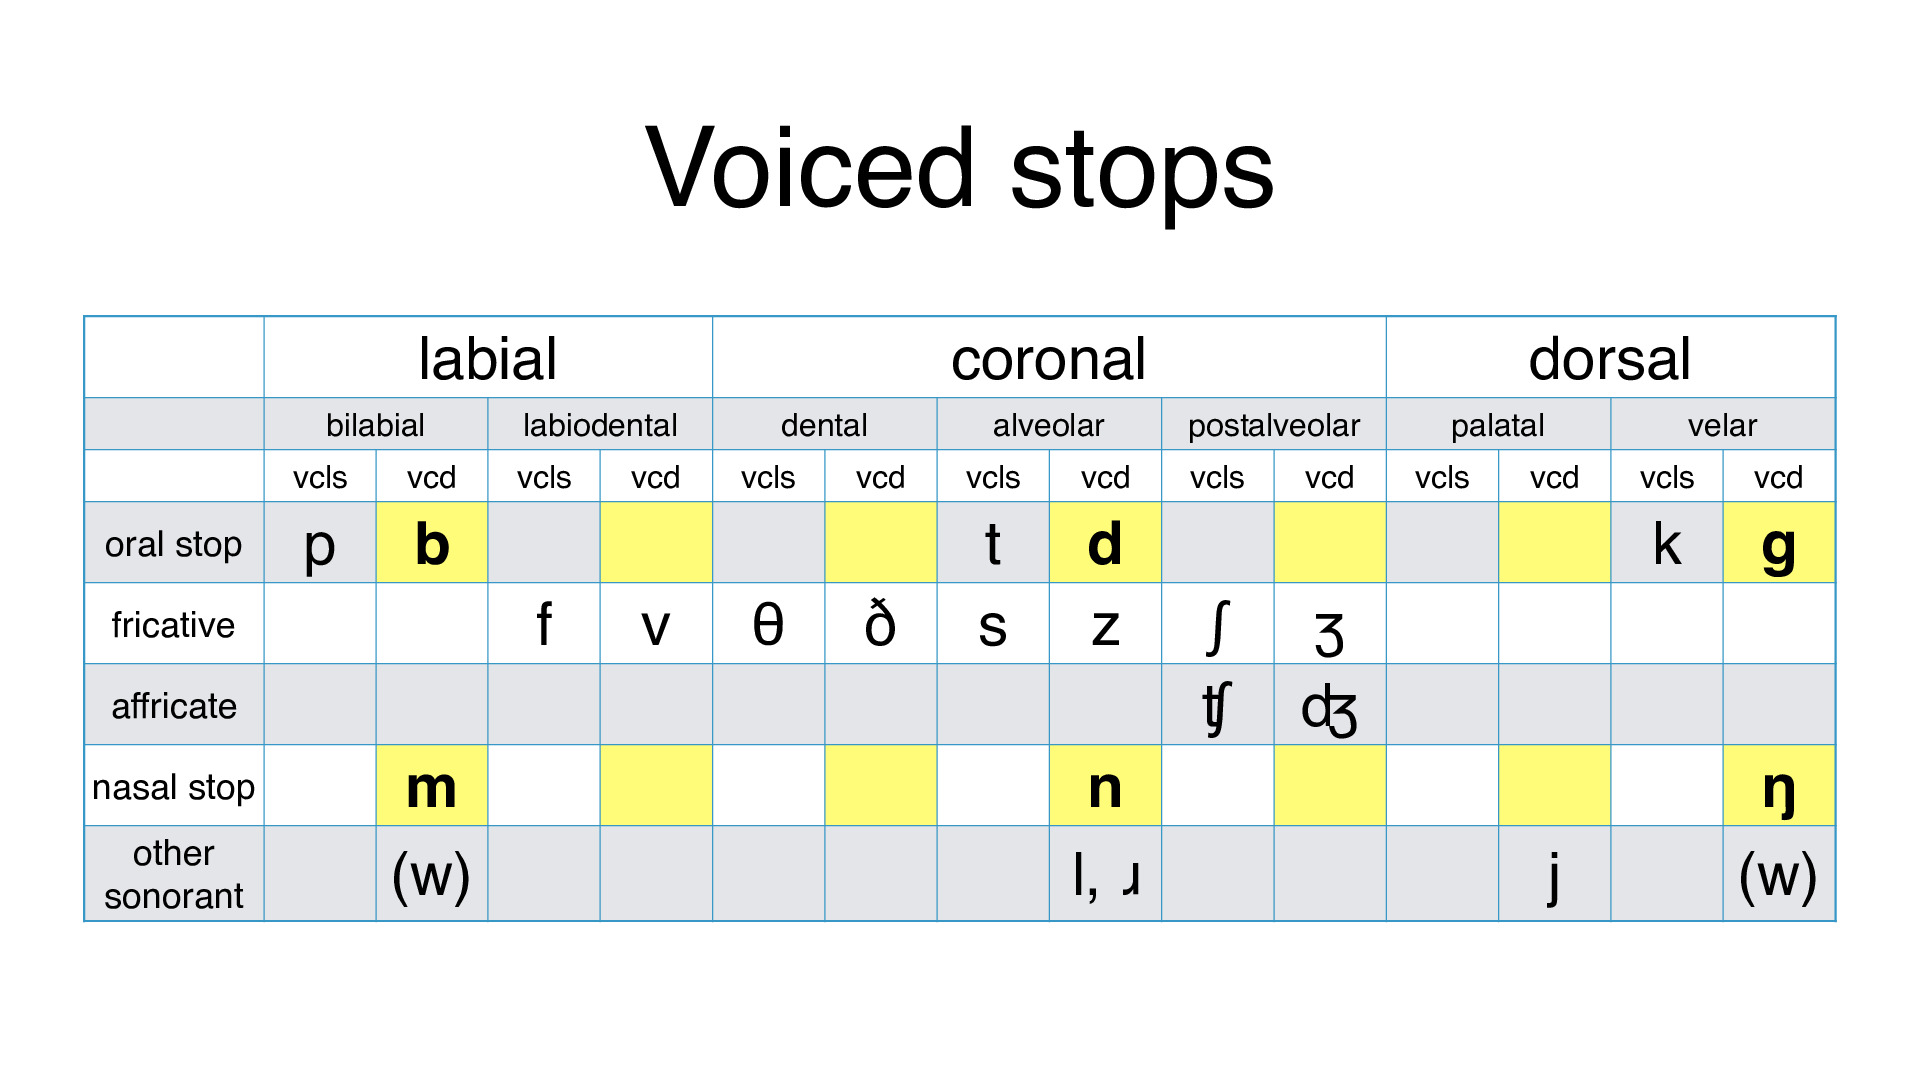 Voiced stops
labial coronal dorsal
bilabial labiodental dental alveolar postalveolar palatal velar
vcls vcd vcls vcd vcls vcd vcls vcd vcls vcd vcls vcd vcls vcd
oral stop p b t d k g
fricative f v θ ð s z ʃ ʒ
affricate ʧ ʤ
nasal stop m n ŋ
other
sonorant (w) l, ɹ j (w)